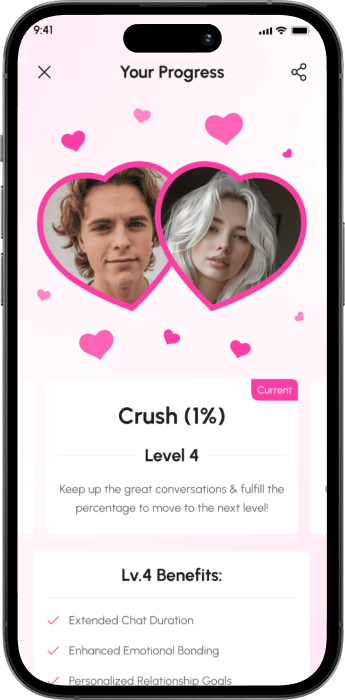 9:41
Your Progress
Current
Crush (1%)
Level 4
Keep up the great conversations & fulfill the
percentage to move to the next level!
Lv.4 Benefits:
Extended Chat Duration
Enhanced Emotional Bonding
Personalized Relationship Goals